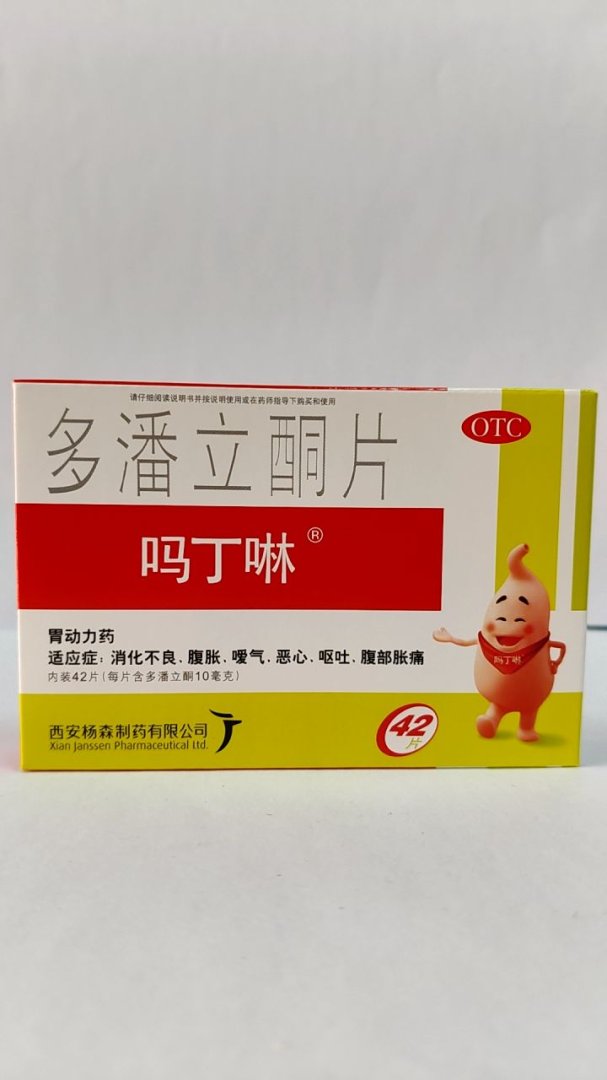 请仔细阅读说明书并按说明使用或在药师指导下购买和使用
多潘立酮片
OTC
吗丁啉®
胃动力药
适应症：消化不良、腹胀、嗳气、恶心、呕吐、腹部胀痛
内装42片(每片含多潘立酮10毫克)
吗丁啉
西安杨森制药有限公司
Xian Janssen Pharmaceutical Ltd.
42
片